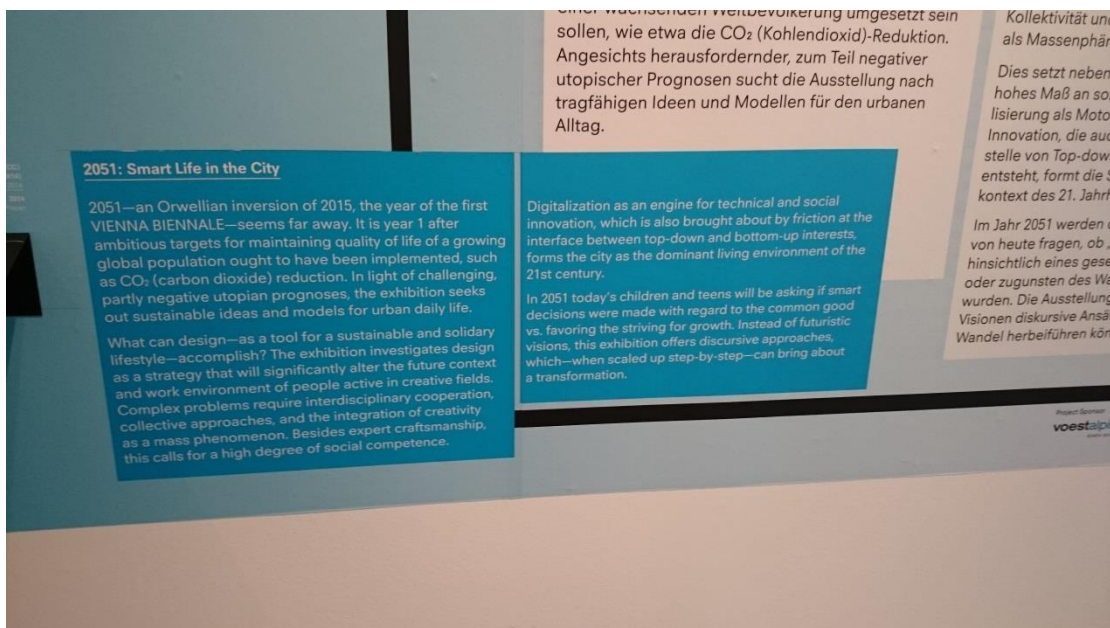 einer wachsenden Weltbevölkerung umgesetzt sein
sollen, wie etwa die CO₂ (Kohlendioxid)-Reduktion.
Angesichts herausfordernder, zum Teil negativer
utopischer Prognosen sucht die Ausstellung nach
tragfähigen Ideen und Modellen für den urbanen
Alltag.
Kollektivität und
als Massenphän
Dies setzt neben
hohes Maß an so
lisierung als Moto
Innovation, die auc
stelle von Top-dow
entsteht, formt die S
kontext des 21. Jahrh
Im Jahr 2051 werden
von heute fragen, ob
hinsichtlich eines gese
oder zugunsten des Wa
wurden. Die Ausstellung
Visionen diskursive Ansä
Wandel herbeiführen kön
2051: Smart Life in the City
2051—an Orwellian inversion of 2015, the year of the first
VIENNA BIENNALE—seems far away. It is year 1 after
ambitious targets for maintaining quality of life of a growing
global population ought to have been implemented, such
as CO₂ (carbon dioxide) reduction. In light of challenging,
partly negative utopian prognoses, the exhibition seeks
out sustainable ideas and models for urban daily life.
What can design—as a tool for a sustainable and solidary
lifestyle—accomplish? The exhibition investigates design
as a strategy that will significantly alter the future context
and work environment of people active in creative fields.
Complex problems require interdisciplinary cooperation,
collective approaches, and the integration of creativity
as a mass phenomenon. Besides expert craftsmanship,
this calls for a high degree of social competence.
Digitalization as an engine for technical and social
innovation, which is also brought about by friction at the
interface between top-down and bottom-up interests,
forms the city as the dominant living environment of the
21st century.
In 2051 today's children and teens will be asking if smart
decisions were made with regard to the common good
vs. favoring the striving for growth. Instead of futuristic
visions, this exhibition offers discursive approaches,
which—when scaled up step-by-step—can bring about
a transformation.
Project Sponsor
voestalp